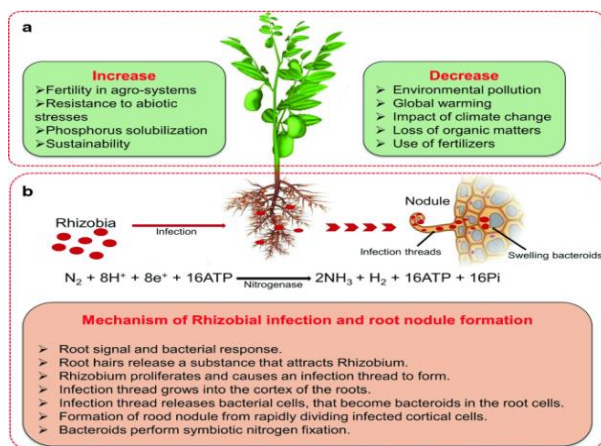 a
Increase
➢Fertility in agro-systems
➢Resistance to abiotic
stresses
➢Phosphorus solubilization
➢Sustainability
Decrease
➢ Environmental pollution
➢ Global warming
➢ Impact of climate change
➢ Loss of organic matters
➢ Use of fertilizers
b
Rhizobia
Infection
Nodule
Infection threads
Swelling bacteroids
N₂ + 8H⁺ + 8e⁺ + 16ATP Nitrogenase 2NH₃ + H₂ + 16ATP + 16Pi
Mechanism of Rhizobial infection and root nodule formation
➢ Root signal and bacterial response.
➢ Root hairs release a substance that attracts Rhizobium.
➢ Rhizobium proliferates and causes an infection thread to form.
➢ Infection thread grows into the cortex of the roots.
➢ Infection thread releases bacterial cells, that become bacteroids in the root cells.
➢ Formation of rood nodule from rapidly dividing infected cortical cells.
➢ Bacteroids perform symbiotic nitrogen fixation.